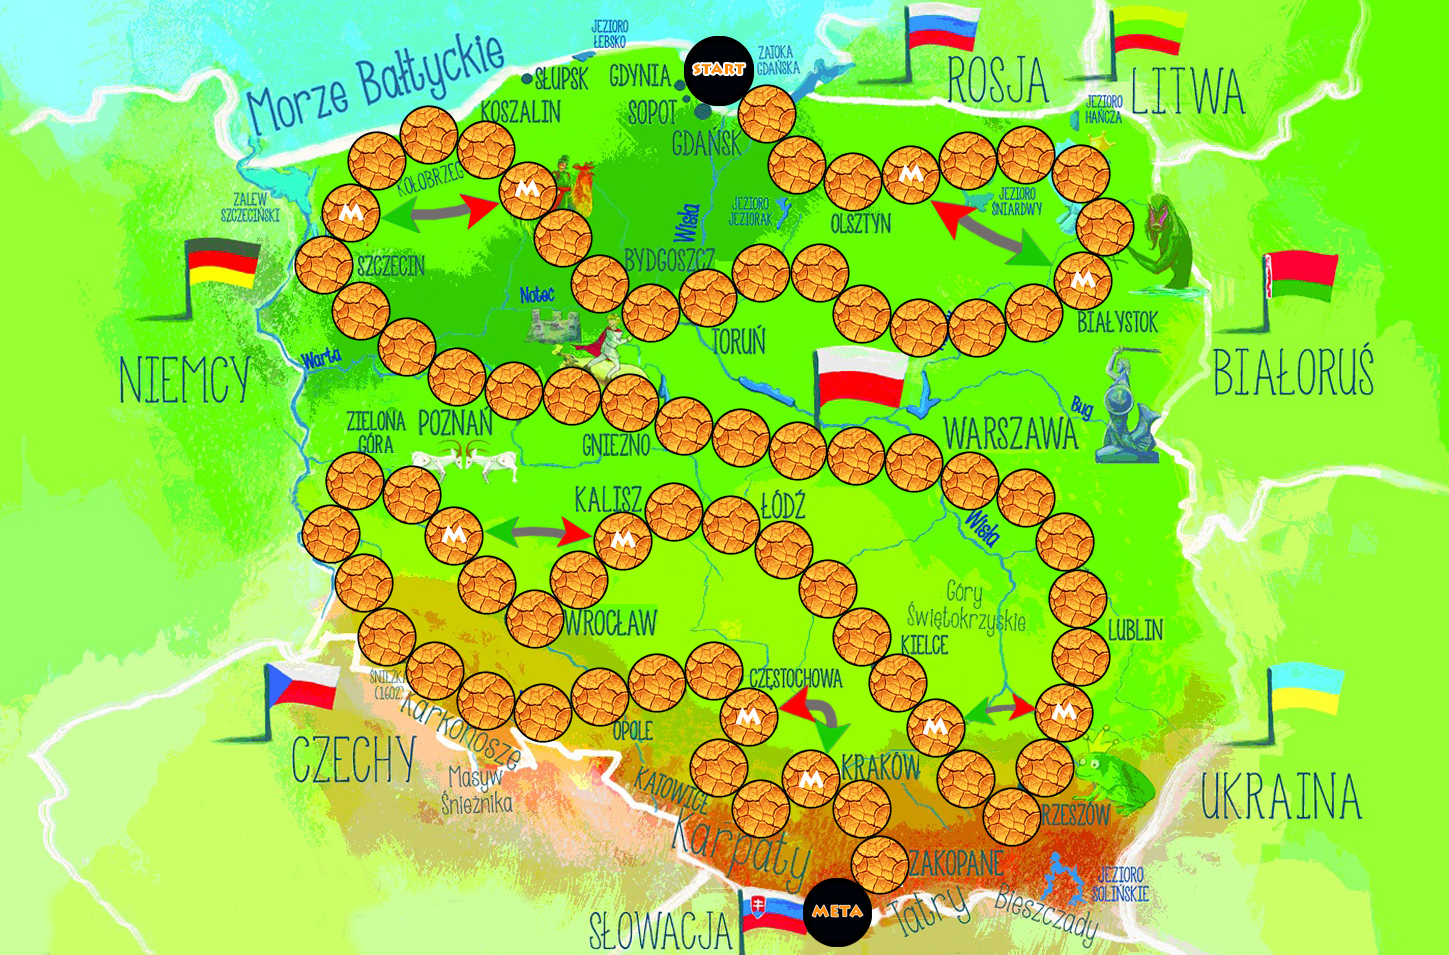 JEZIORO
ŁEBSKO
ROSJA
LITWA
Morze Bałtyckie
SŁUPSK
GDYNIA
START
ZATOKA
GDAŃSKA
KOSZALIN
SOPOT
GDAŃSK
JEZIORO
HAŃCZA
KOŁOBRZEG
M
M
M
ZALEW
SZCZECIŃSKI
JEZIORO
JEZIORAK
Wisła
OLSZTYN
JEZIORO
ŚNIARDWY
SZCZECIN
BYDGOSZCZ
M
Noteć
BIAŁYSTOK
TORUŃ
Warta
NIEMCY
BIAŁORUŚ
ZIELONA
GÓRA
POZNAŃ
GNIEZNO
WARSZAWA
Bug
KALISZ
ŁÓDŹ
M
M
Wisła
Góry
Świętokrzyskie
WROCŁAW
KIELCE
LUBLIN
ŚNIEŻKA
(1602)
CZĘSTOCHOWA
Karkonosze
OPOLE
M
M
M
CZECHY
Masyw
Śnieżnika
KATOWICE
M
KRAKÓW
UKRAINA
RZESZÓW
Karpaty
ZAKOPANE
JEZIORO
SOLIŃSKIE
SŁOWACJA
META
Tatry
Bieszczady